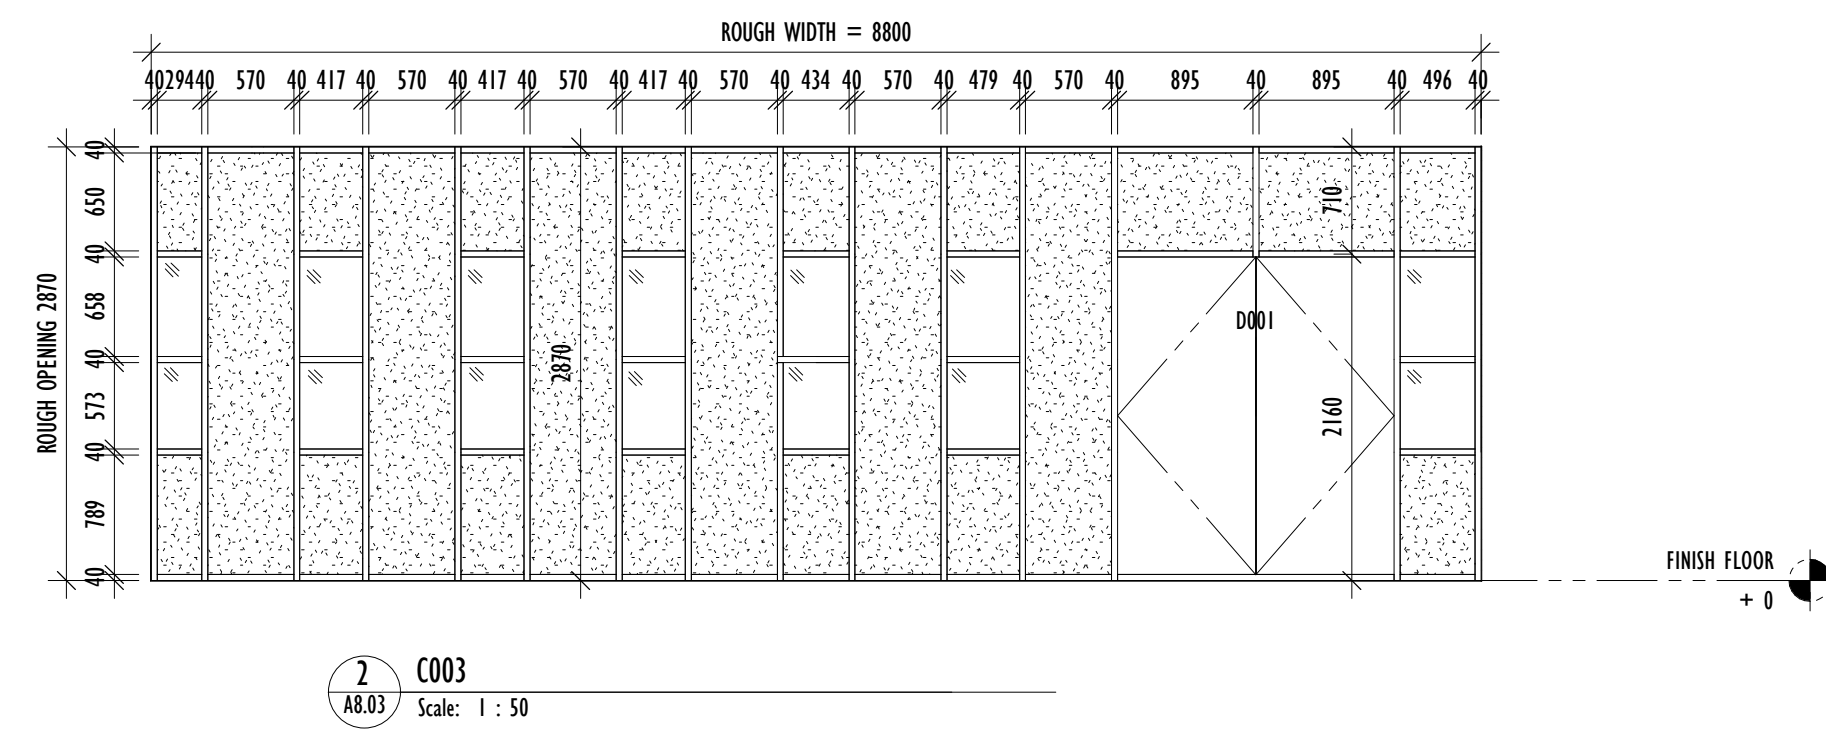 ROUGH WIDTH = 8800
40 294 40 570 40 417 40 570 40 417 40 570 40 417 40 570 40 434 40 570 40 479 40 570 40 895 40 895 40 496 40
ROUGH OPENING 2870
40
650
40
658
40
573
40
789
40
2870
710
D001
2160
FINISH FLOOR
+ 0
2
A8.03
C003
Scale: 1 : 50